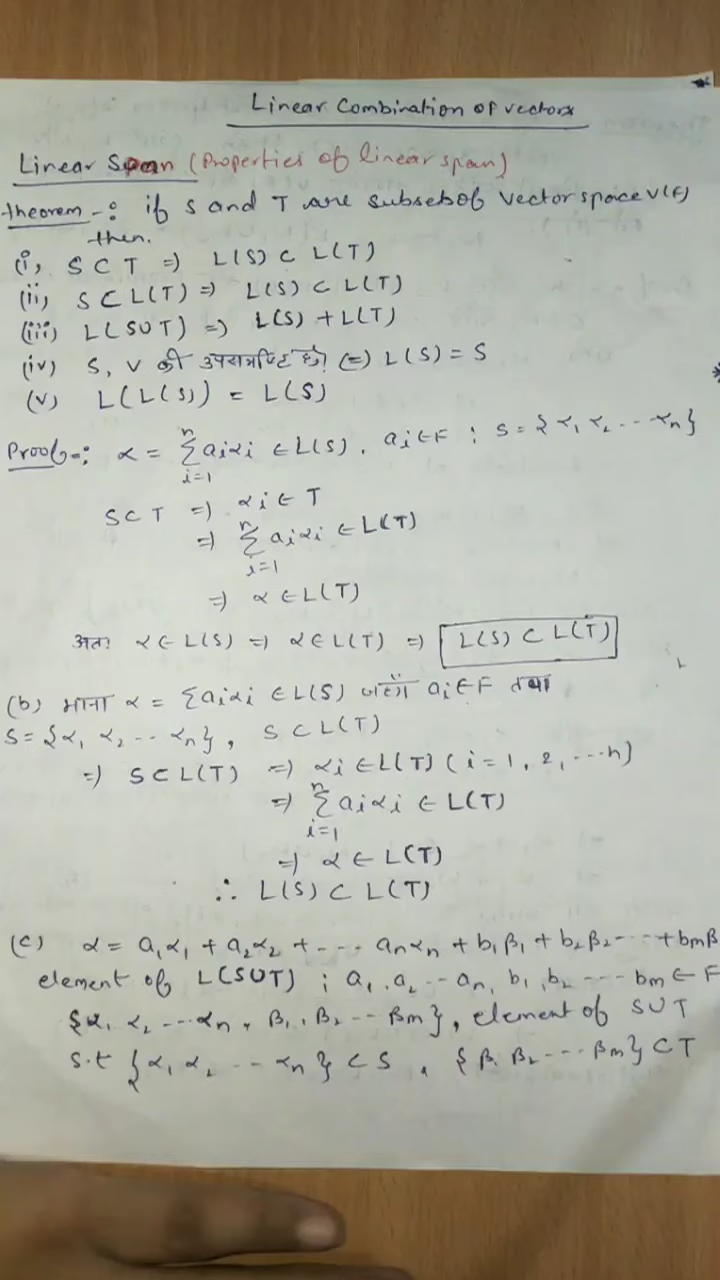 Linear Combination of vectors
Linear Span (Properties of linear span)
theorem -: if S and T are subset of vector space V(F)
then.
(i) S ⊂ T ⇒ L(S) ⊂ L(T)
(ii) S ⊂ L(T) ⇒ L(S) ⊂ L(T)
(iii) L(S∪T) ⇒ L(S) + L(T)
(iv) S, V की उपसमष्टि है। ⇔ L(S) = S
(v) L(L(S)) = L(S)
Proof-: α = Σ_{i=1}^{n} aiαi ∈ L(S), ai ∈ F ; S = {α1 α2 ... αn}
S ⊂ T ⇒ αi ∈ T
⇒ Σ_{i=1}^{n} aiαi ∈ L(T)
⇒ α ∈ L(T)
अतः α ∈ L(S) ⇒ α ∈ L(T) ⇒ L(S) ⊂ L(T)
(b) माना α = Σaiαi ∈ L(S) जहाँ ai ∈ F तथा
S = {α1 α2 ... αn}, S ⊂ L(T)
⇒ S ⊂ L(T) ⇒ αi ∈ L(T) (i = 1, 2, ... n)
⇒ Σ_{i=1}^{n} aiαi ∈ L(T)
⇒ α ∈ L(T)
∴ L(S) ⊂ L(T)
(c) α = a1α1 + a2α2 + ... anαn + b1β1 + b2β2 ... + bmβ
element of L(S∪T) ; a1, a2 ... an, b1, b2 ... bm ∈ F
{α1 α2 ... αn, β1, β2 ... βm}, element of S∪T
s.t {α1 α2 ... αn} ⊂ S, {β1 β2 ... βm} ⊂ T